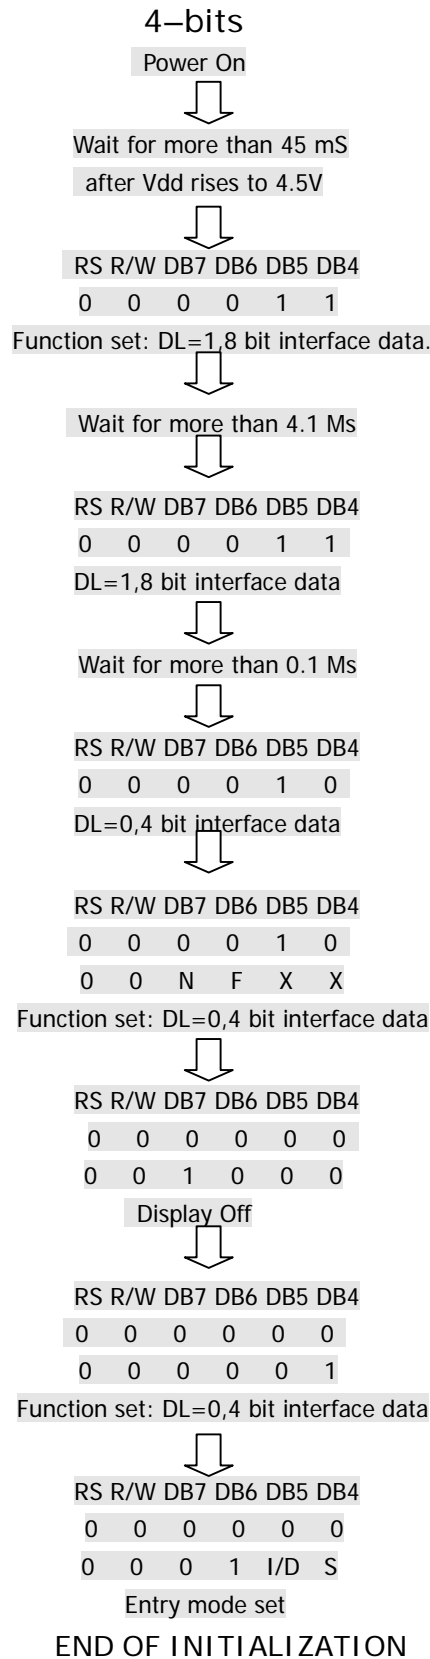 4–bits
Power On
Wait for more than 45 mS
after Vdd rises to 4.5V
RS R/W DB7 DB6 DB5 DB4
0 0 0 0 1 1
Function set: DL=1,8 bit interface data.
Wait for more than 4.1 Ms
RS R/W DB7 DB6 DB5 DB4
0 0 0 0 1 1
DL=1,8 bit interface data
Wait for more than 0.1 Ms
RS R/W DB7 DB6 DB5 DB4
0 0 0 0 1 0
DL=0,4 bit interface data
RS R/W DB7 DB6 DB5 DB4
0 0 0 0 1 0
0 0 N F X X
Function set: DL=0,4 bit interface data
RS R/W DB7 DB6 DB5 DB4
0 0 0 0 0 0
0 0 1 0 0 0
Display Off
RS R/W DB7 DB6 DB5 DB4
0 0 0 0 0 0
0 0 0 0 0 1
Function set: DL=0,4 bit interface data
RS R/W DB7 DB6 DB5 DB4
0 0 0 0 0 0
0 0 0 1 I/D S
Entry mode set
END OF INITIALIZATION